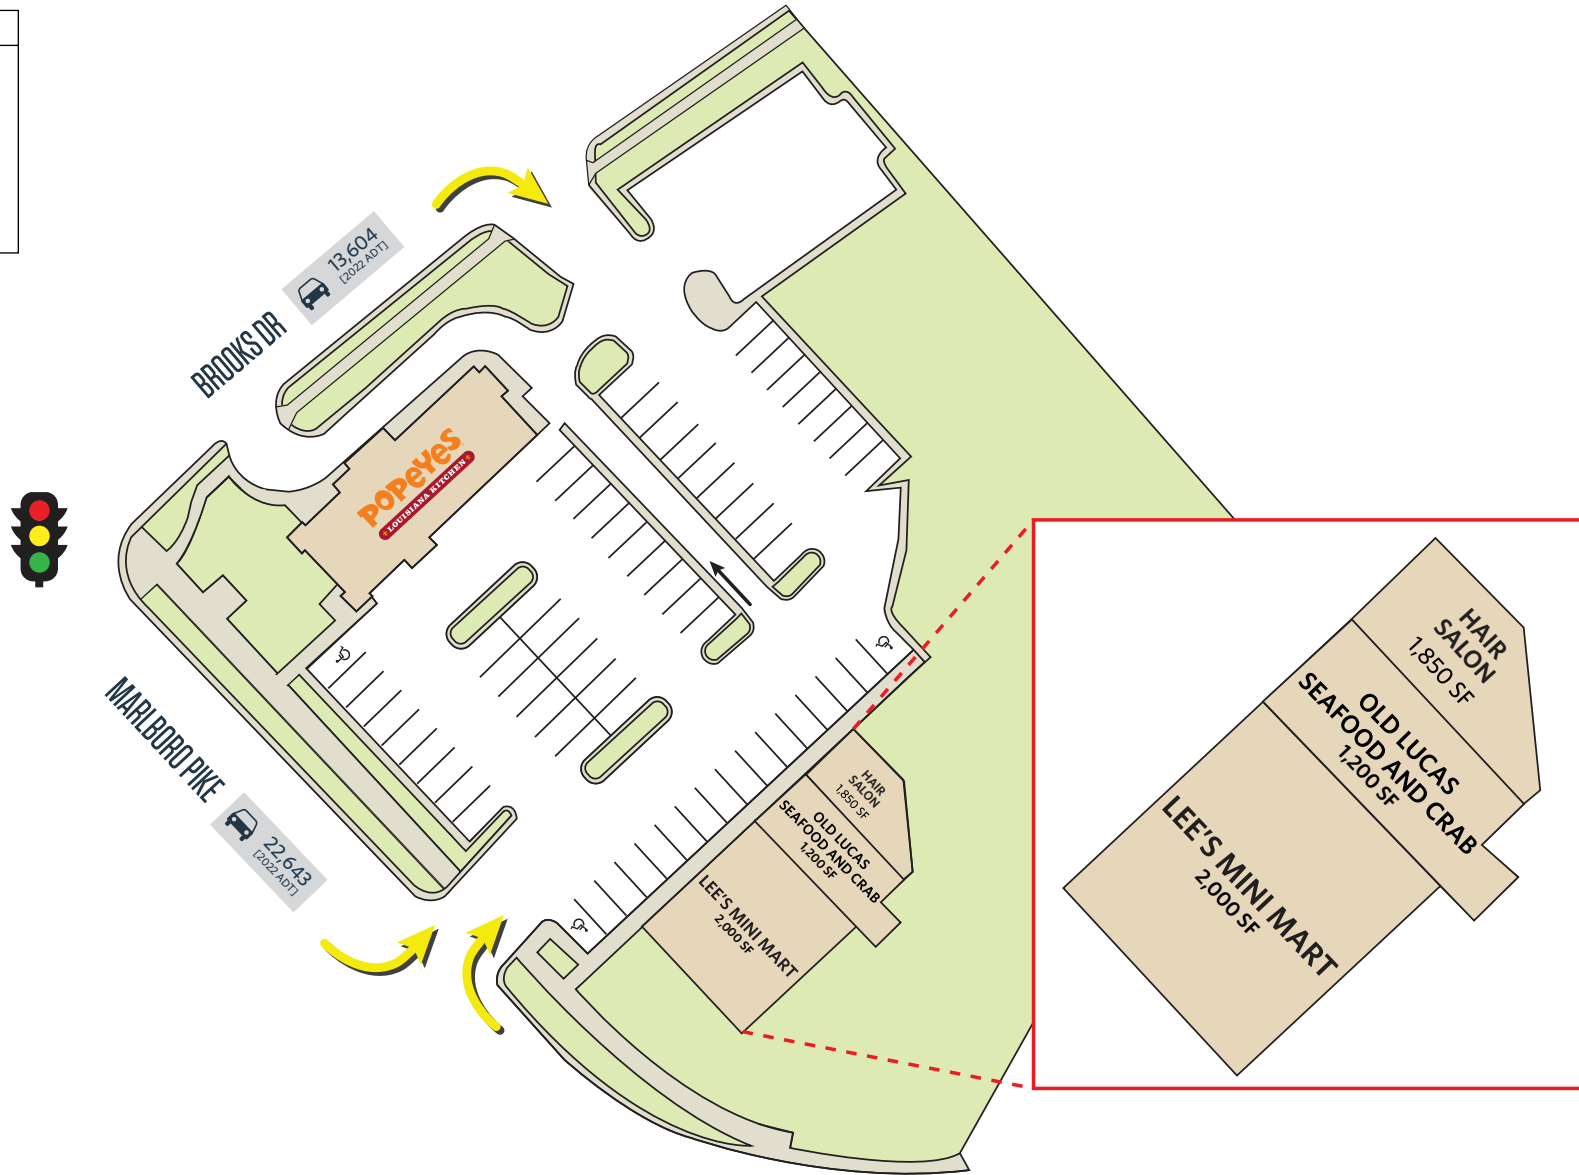 BROOKS DR
13,604
[2022 ADT]
POPEYES
LOUISIANA KITCHEN
MARLBORO PIKE
22,643
[2022 ADT]
HAIR
SALON
1,850 SF
OLD LUCAS
SEAFOOD AND CRAB
1,200 SF
LEE'S MINI MART
2,000 SF
HAIR
SALON
1,850 SF
OLD LUCAS
SEAFOOD AND CRAB
1,200 SF
LEE'S MINI MART
2,000 SF